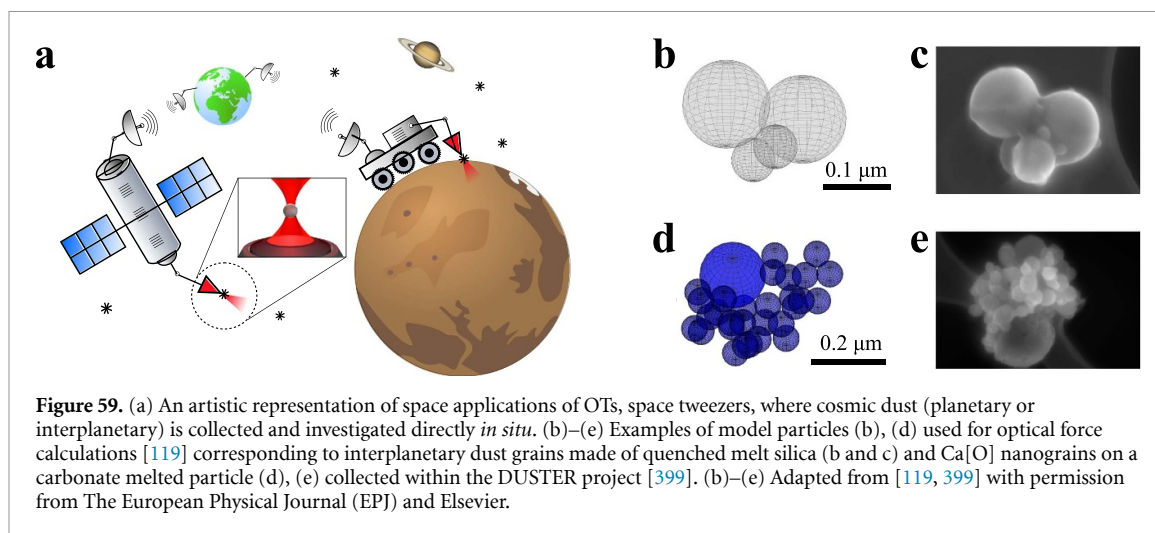 a
b
c
0.1 μm
d
e
0.2 μm
Figure 59. (a) An artistic representation of space applications of OTs, space tweezers, where cosmic dust (planetary or
interplanetary) is collected and investigated directly in situ. (b)–(e) Examples of model particles (b), (d) used for optical force
calculations [119] corresponding to interplanetary dust grains made of quenched melt silica (b and c) and Ca[O] nanograins on a
carbonate melted particle (d), (e) collected within the DUSTER project [399]. (b)–(e) Adapted from [119, 399] with permission
from The European Physical Journal (EPJ) and Elsevier.